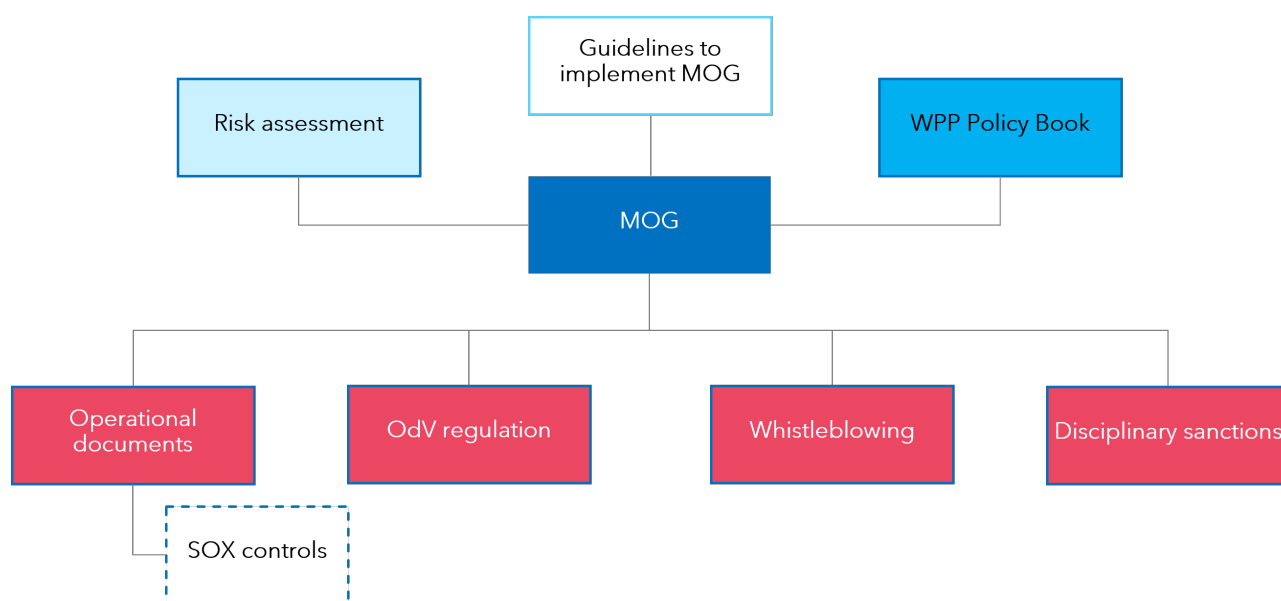 Guidelines to
implement MOG
Risk assessment
WPP Policy Book
MOG
Operational
documents
OdV regulation
Whistleblowing
Disciplinary sanctions
SOX controls